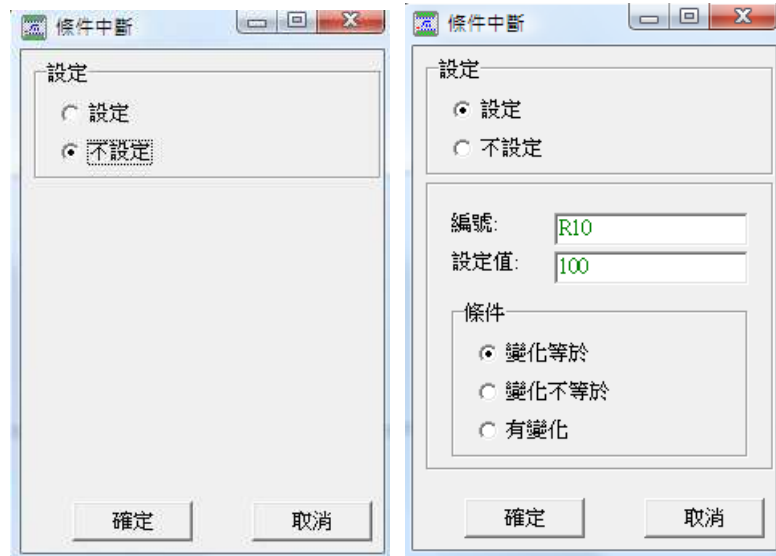 條件中斷
設定
設定
不設定
確定
取消
條件中斷
設定
設定
不設定
編號:
R10
設定值:
100
條件
變化等於
變化不等於
有變化
確定
取消